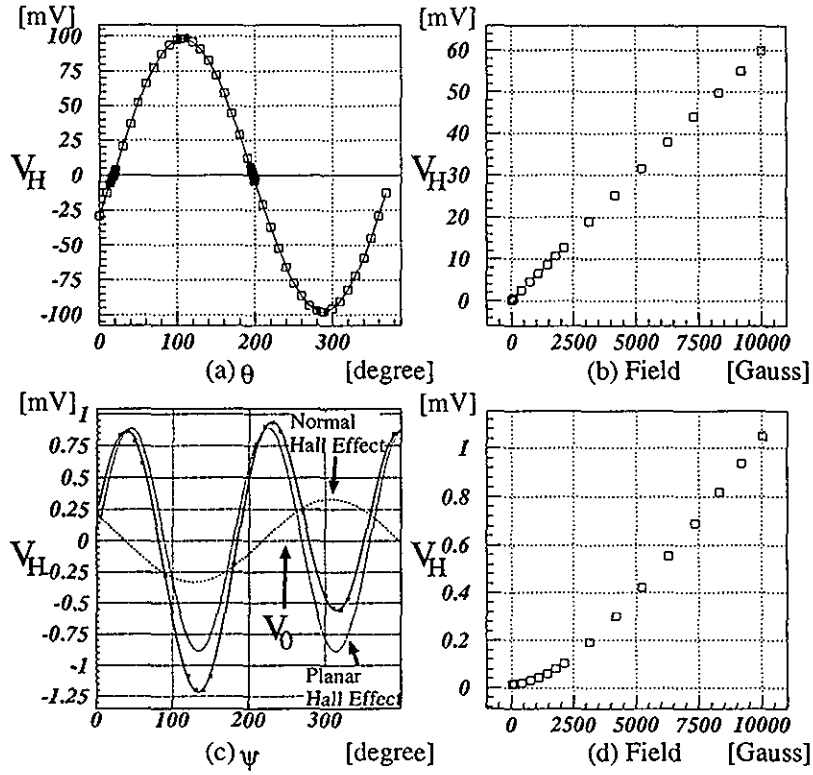 [mV]
100
75
50
25
0
-25
-50
-75
-100
V_H
0 100 200 300
(a) θ [degree]
[mV]
60
50
40
30
20
10
0
V_H
0 2500 5000 7500 10000
(b) Field [Gauss]
[mV]
1
0.75
0.5
0.25
0
-0.25
-0.5
-0.75
-1
-1.25
V_H
Normal
Hall Effect
V_0
Planar
Hall Effect
0 100 200 300
(c) ψ [degree]
[mV]
1
0.8
0.6
0.4
0.2
0
V_H
0 2500 5000 7500 10000
(d) Field [Gauss]